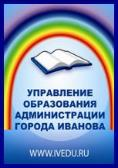 УПРАВЛЕНИЕ
ОБРАЗОВАНИЯ
АДМИНИСТРАЦИИ
ГОРОДА ИВАНОВА
WWW.IVEDU.RU